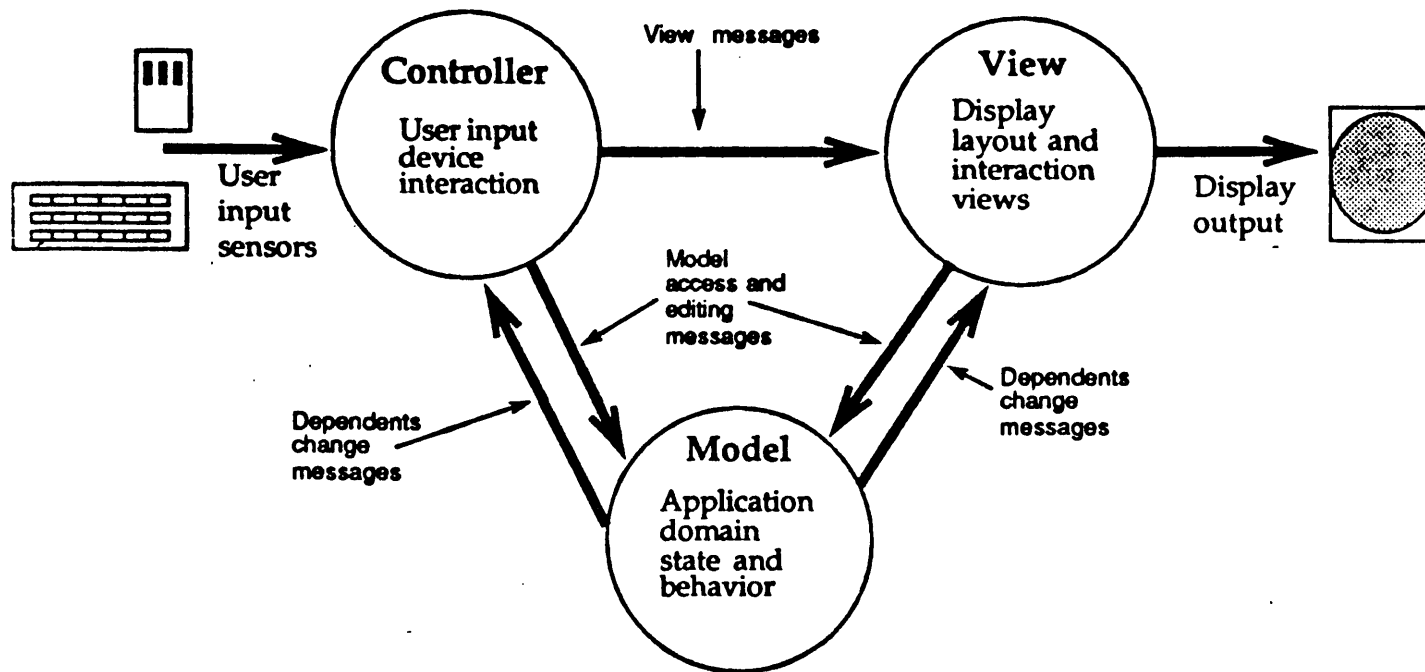 View messages
Controller
User input
device
interaction
View
Display
layout and
interaction
views
User
input
sensors
Display
output
Model
access and
editing
messages
Dependents
change
messages
Dependents
change
messages
Model
Application
domain
state and
behavior